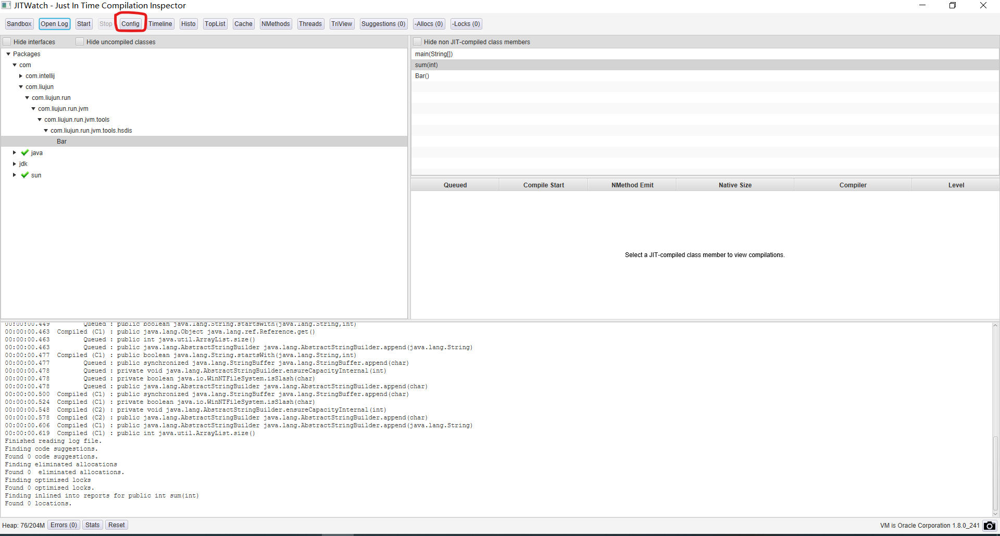 JITWatch - Just In Time Compilation Inspector
Sandbox Open Log Start Stop Config Timeline Histo TopList Cache NMethods Threads TriView Suggestions (0) -Allocs (0) -Locks (0)
Hide interfaces Hide uncompiled classes
Packages
com
com.intellij
com.liujun
com.liujun.run
com.liujun.run.jvm
com.liujun.run.jvm.tools
com.liujun.run.jvm.tools.hsdis
Bar
java
jdk
sun
Hide non JIT-compiled class members
main(String[])
sum(int)
Bar()
Queued Compile Start NMethod Emit Native Size Compiler Level
Select a JIT-compiled class member to view compilations.
00:00:00.449 Queued : public boolean java.lang.String.startsWith(java.lang.String,int)
00:00:00.463 Compiled (C1) : public java.lang.Object java.lang.ref.Reference.get()
00:00:00.463 Queued : public int java.util.ArrayList.size()
00:00:00.463 Queued : public java.lang.AbstractStringBuilder java.lang.AbstractStringBuilder.append(java.lang.String)
00:00:00.477 Compiled (C1) : public boolean java.lang.String.startsWith(java.lang.String,int)
00:00:00.477 Queued : public synchronized java.lang.StringBuffer java.lang.StringBuffer.append(char)
00:00:00.478 Queued : private void java.lang.AbstractStringBuilder.ensureCapacityInternal(int)
00:00:00.478 Queued : private boolean java.io.WinNTFileSystem.isSlash(char)
00:00:00.478 Queued : public java.lang.AbstractStringBuilder java.lang.AbstractStringBuilder.append(char)
00:00:00.500 Compiled (C1) : public synchronized java.lang.StringBuffer java.lang.StringBuffer.append(char)
00:00:00.524 Compiled (C1) : private boolean java.io.WinNTFileSystem.isSlash(char)
00:00:00.548 Compiled (C2) : private void java.lang.AbstractStringBuilder.ensureCapacityInternal(int)
00:00:00.578 Compiled (C2) : public java.lang.AbstractStringBuilder java.lang.AbstractStringBuilder.append(char)
00:00:00.606 Compiled (C1) : public java.lang.AbstractStringBuilder java.lang.AbstractStringBuilder.append(java.lang.String)
00:00:00.619 Compiled (C1) : public int java.util.ArrayList.size()
Finished reading log file.
Finding code suggestions.
Found 0 code suggestions.
Finding eliminated allocations
Found 0 eliminated allocations.
Finding optimised locks
Found 0 optimised locks.
Finding inlined into reports for public int sum(int)
Found 0 locations.
Heap: 76/204M Errors (0) Stats Reset VM is Oracle Corporation 1.8.0_241